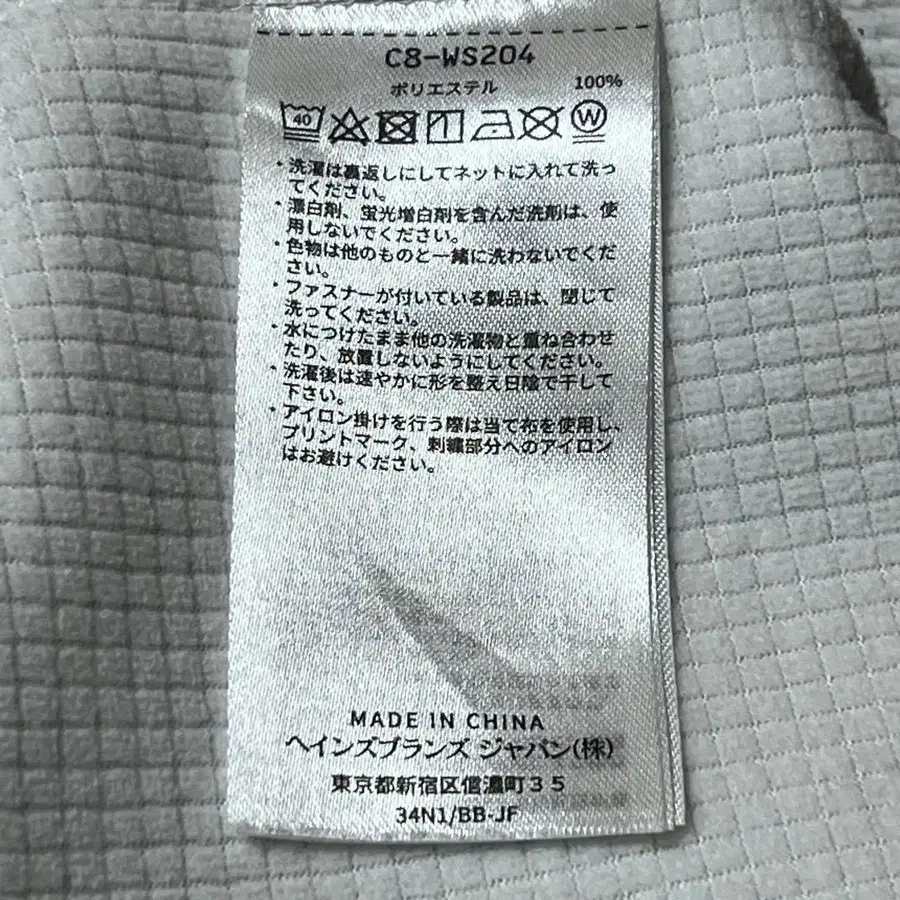 C8-WS204
ポリエステル 100%
40 W
・洗濯は裏返しにしてネットに入れて洗っ
てください。
・漂白剤、蛍光増白剤を含んだ洗剤は、使
用しないでください。
・色物は他のものと一緒に洗わないでくだ
さい。
・ファスナーが付いている製品は、閉じて
洗ってください。
・水につけたまま他の洗濯物と重ね合わせ
たり、放置しないようにしてください。
・洗濯後は速やかに形を整え日陰で干して
下さい。
・アイロン掛けを行う際は当て布を使用し、
プリントマーク、刺繍部分へのアイロン
はお避けください。
MADE IN CHINA
ヘインズブランズ ジャパン(株)
東京都新宿区信濃町35
34N1/BB-JF